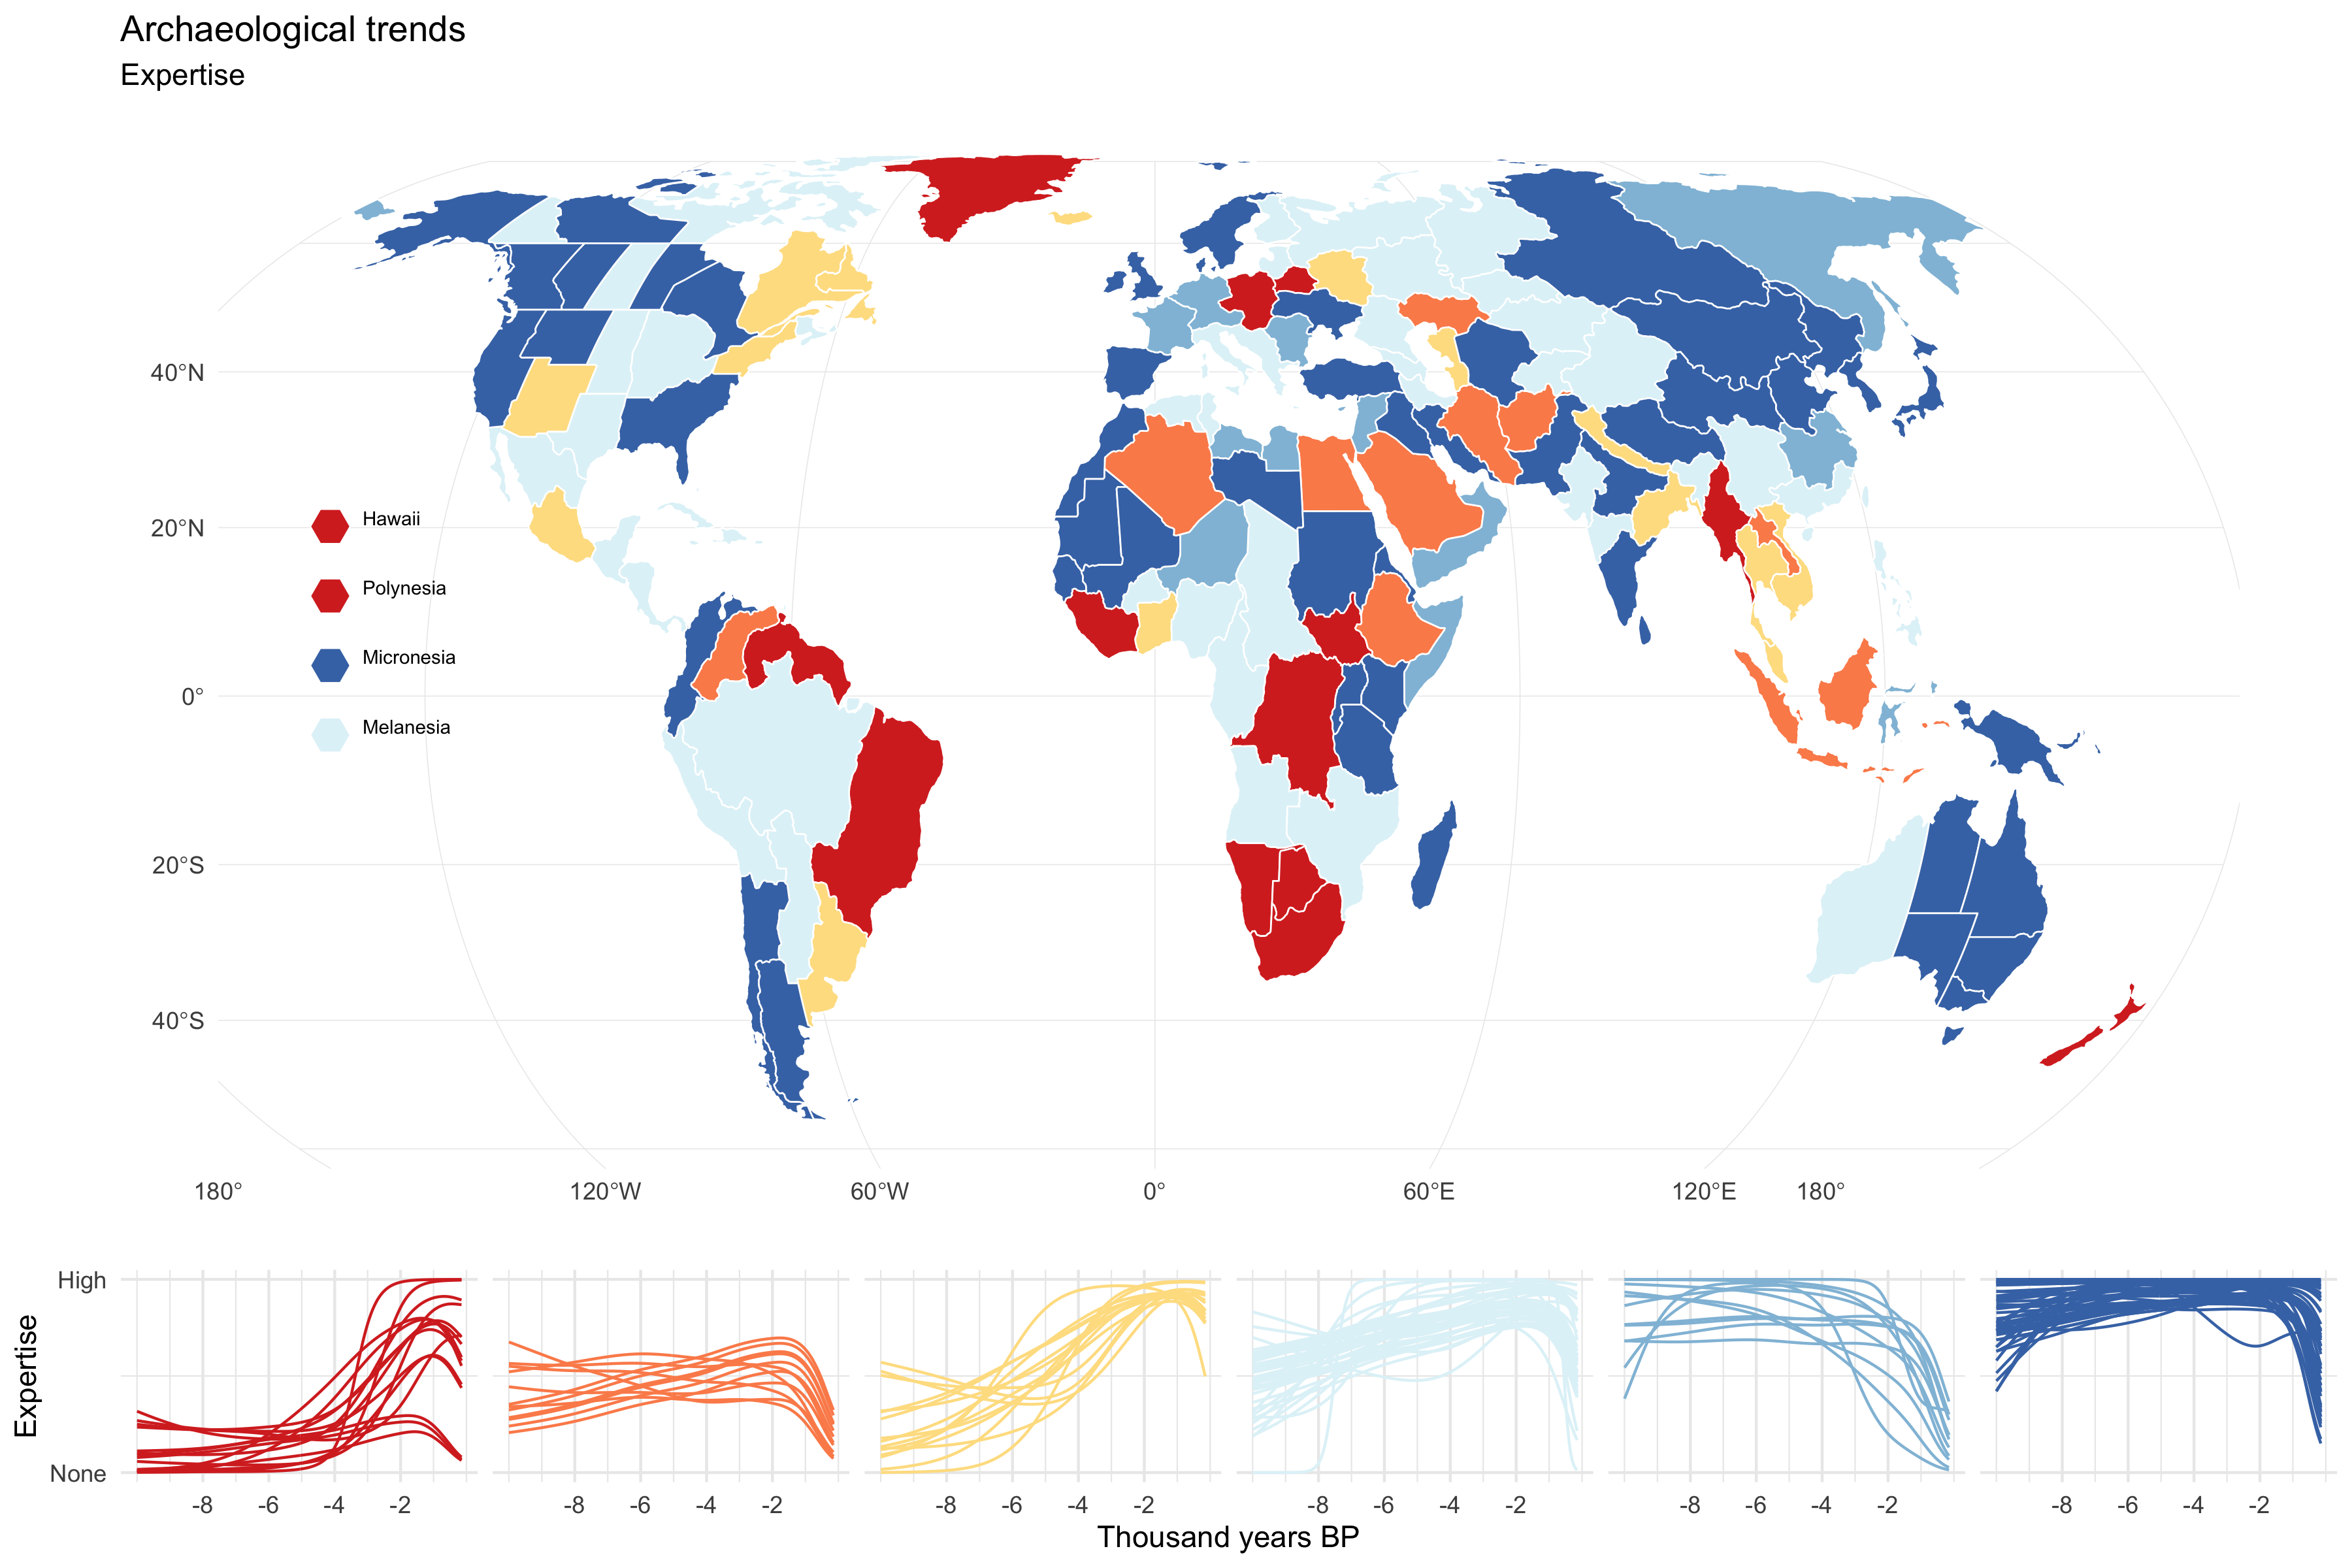 Archaeological trends
Expertise
40°N
20°N
0°
20°S
40°S
Hawaii
Polynesia
Micronesia
Melanesia
180° 120°W 60°W 0° 60°E 120°E 180°
High
None
Expertise
-8 -6 -4 -2 -8 -6 -4 -2 -8 -6 -4 -2 -8 -6 -4 -2 -8 -6 -4 -2 -8 -6 -4 -2
Thousand years BP